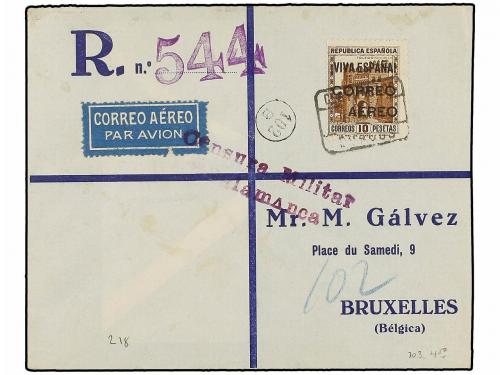 R. n.º 544
REPUBLICA ESPAÑOLA
¡VIVA ESPAÑA!
CORREO
AÉREO
CORREOS 10 PESETAS
CORREO AÉREO
PAR AVION
102
Censura Militar
Salamanca
Mr. M. Gálvez
Place du Samedi, 9
102
BRUXELLES
(Bélgica)
218